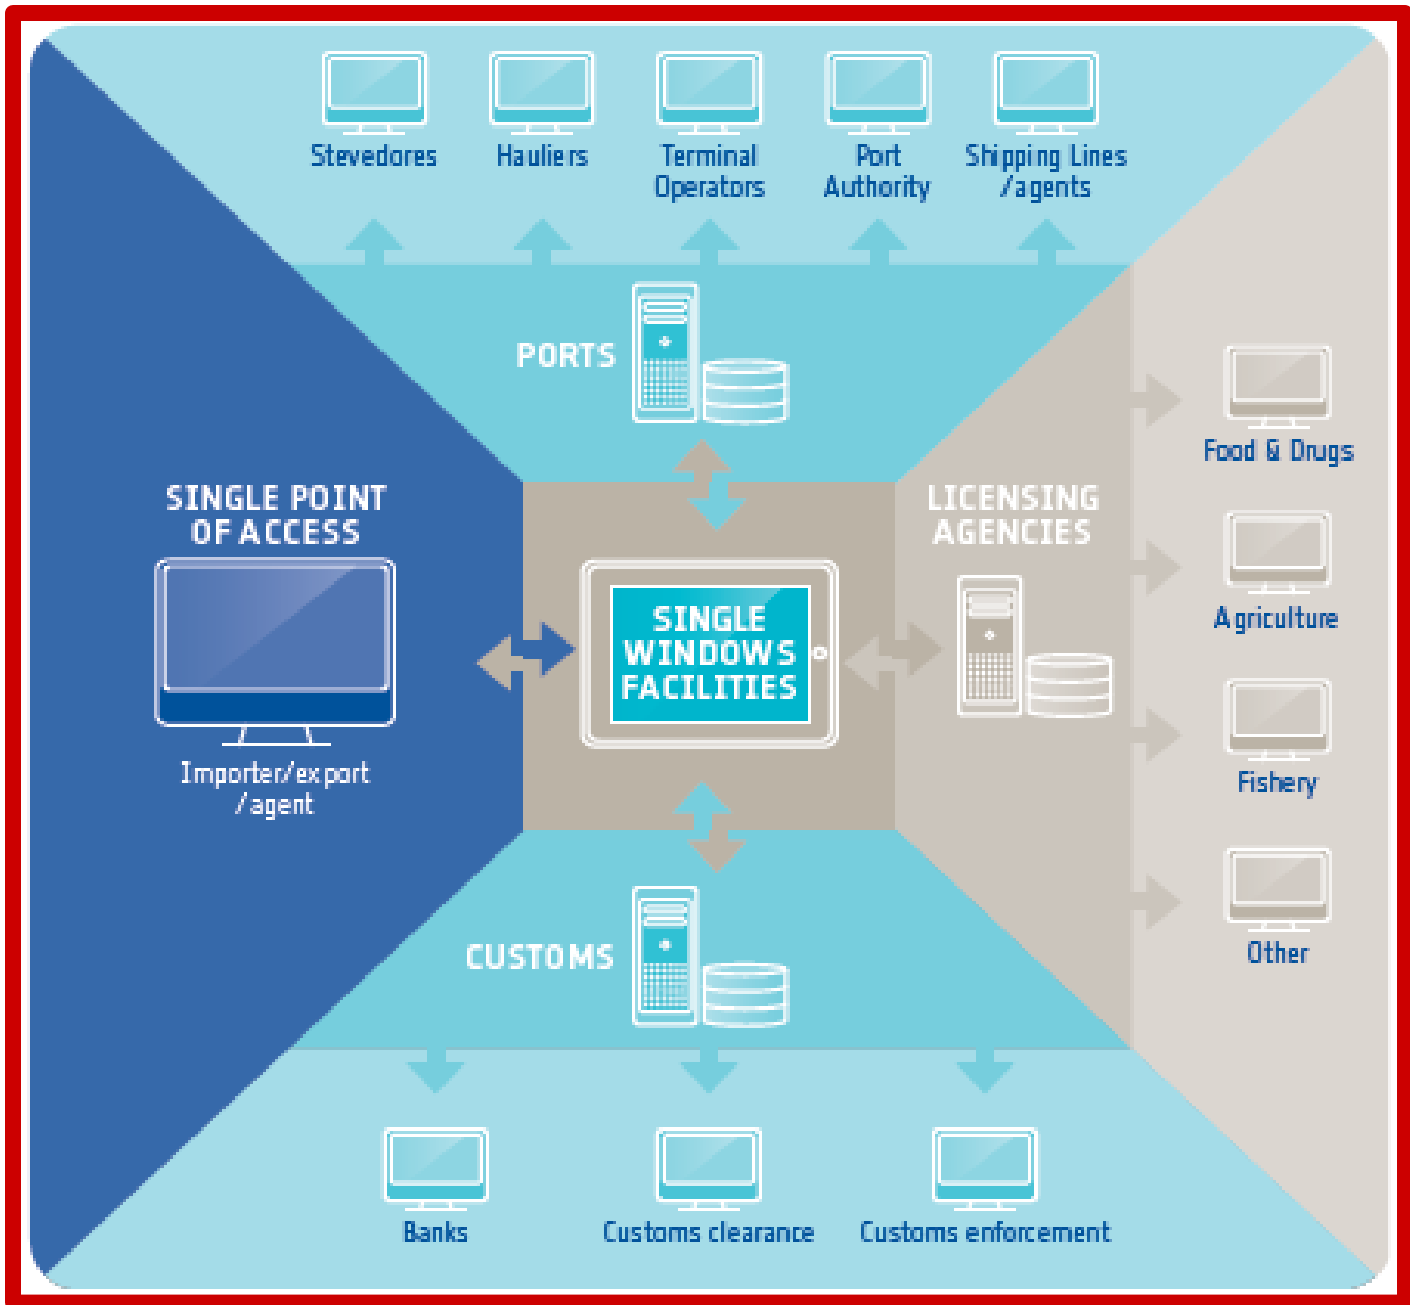 Stevedores
Hauliers
Terminal
Operators
Port
Authority
Shipping Lines
/agents
PORTS
SINGLE POINT
OF ACCESS
Importer/export
/agent
SINGLE
WINDOWS
FACILITIES
LICENSING
AGENCIES
Food & Drugs
Agriculture
Fishery
Other
CUSTOMS
Banks
Customs clearance
Customs enforcement